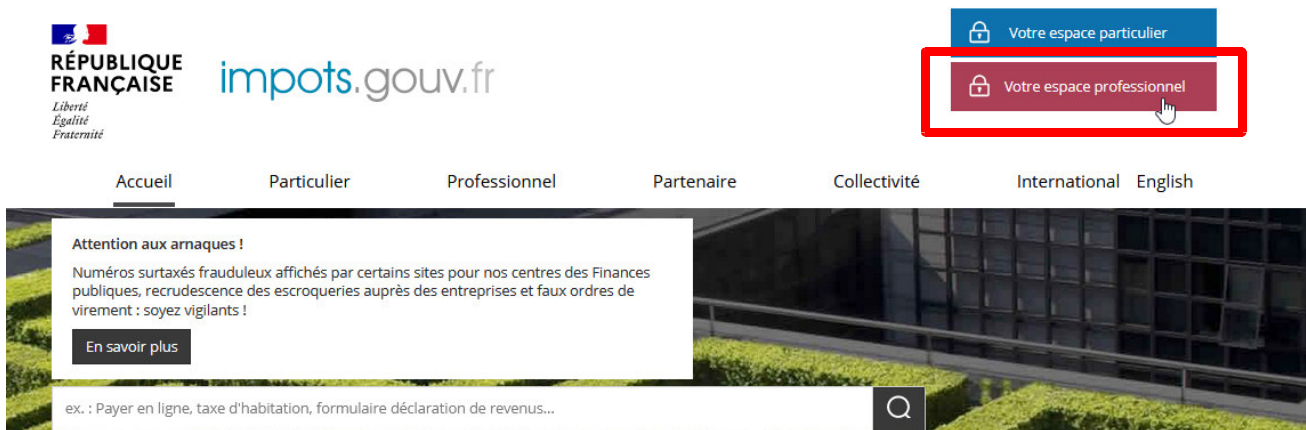 RÉPUBLIQUE
FRANÇAISE
Liberté
Égalité
Fraternité
impots.gouv.fr
Votre espace particulier
Votre espace professionnel
Accueil Particulier Professionnel Partenaire Collectivité International English
Attention aux arnaques !
Numéros surtaxés frauduleux affichés par certains sites pour nos centres des Finances
publiques, recrudescence des escroqueries auprès des entreprises et faux ordres de
virement : soyez vigilants !
En savoir plus
ex. : Payer en ligne, taxe d'habitation, formulaire déclaration de revenus...